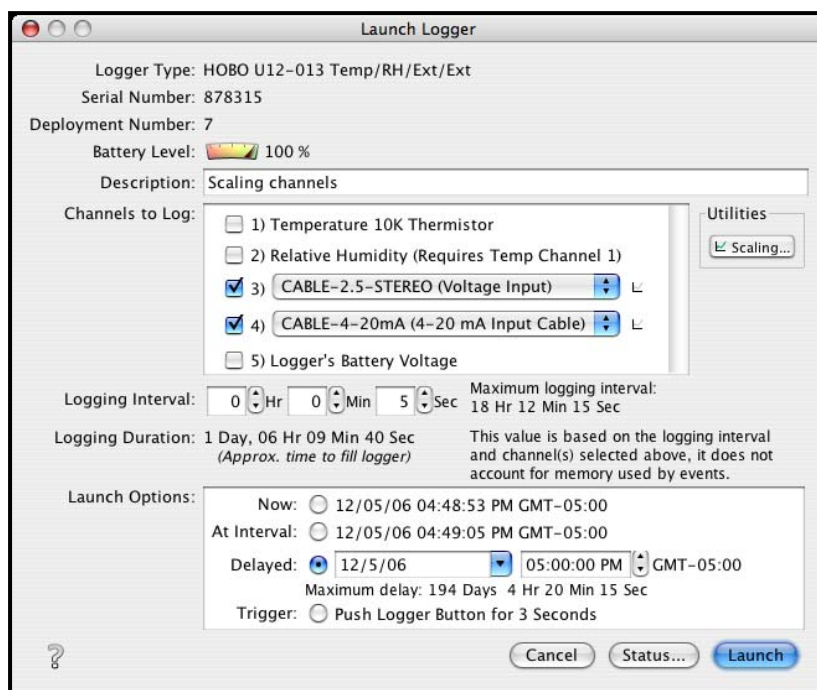 Launch Logger
Logger Type: HOBO U12-013 Temp/RH/Ext/Ext
Serial Number: 878315
Deployment Number: 7
Battery Level: 100 %
Description: Scaling channels
Channels to Log:
1) Temperature 10K Thermistor
2) Relative Humidity (Requires Temp Channel 1)
3) CABLE-2.5-STEREO (Voltage Input)
4) CABLE-4-20mA (4-20 mA Input Cable)
5) Logger's Battery Voltage
Utilities
Scaling...
Logging Interval: 0 Hr 0 Min 5 Sec
Maximum logging interval:
18 Hr 12 Min 15 Sec
Logging Duration: 1 Day, 06 Hr 09 Min 40 Sec
(Approx. time to fill logger)
This value is based on the logging interval
and channel(s) selected above, it does not
account for memory used by events.
Launch Options:
Now: 12/05/06 04:48:53 PM GMT-05:00
At Interval: 12/05/06 04:49:05 PM GMT-05:00
Delayed: 12/5/06 05:00:00 PM GMT-05:00
Maximum delay: 194 Days 4 Hr 20 Min 15 Sec
Trigger: Push Logger Button for 3 Seconds
?
Cancel Status... Launch